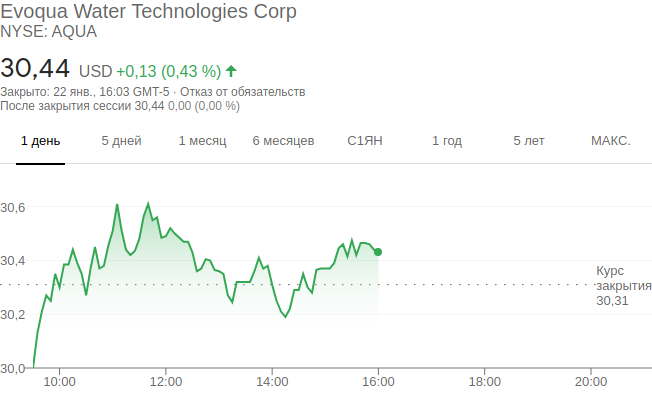 Evoqua Water Technologies Corp
NYSE: AQUA
30,44 USD +0,13 (0,43 %)
Закрыто: 22 янв., 16:03 GMT-5 · Отказ от обязательств
После закрытия сессии 30,44 0,00 (0,00 %)
1 день 5 дней 1 месяц 6 месяцев С1ЯН 1 год 5 лет МАКС.
30,6
30,4
Курс
закрытия
30,31
30,2
30,0
10:00 12:00 14:00 16:00 18:00 20:00